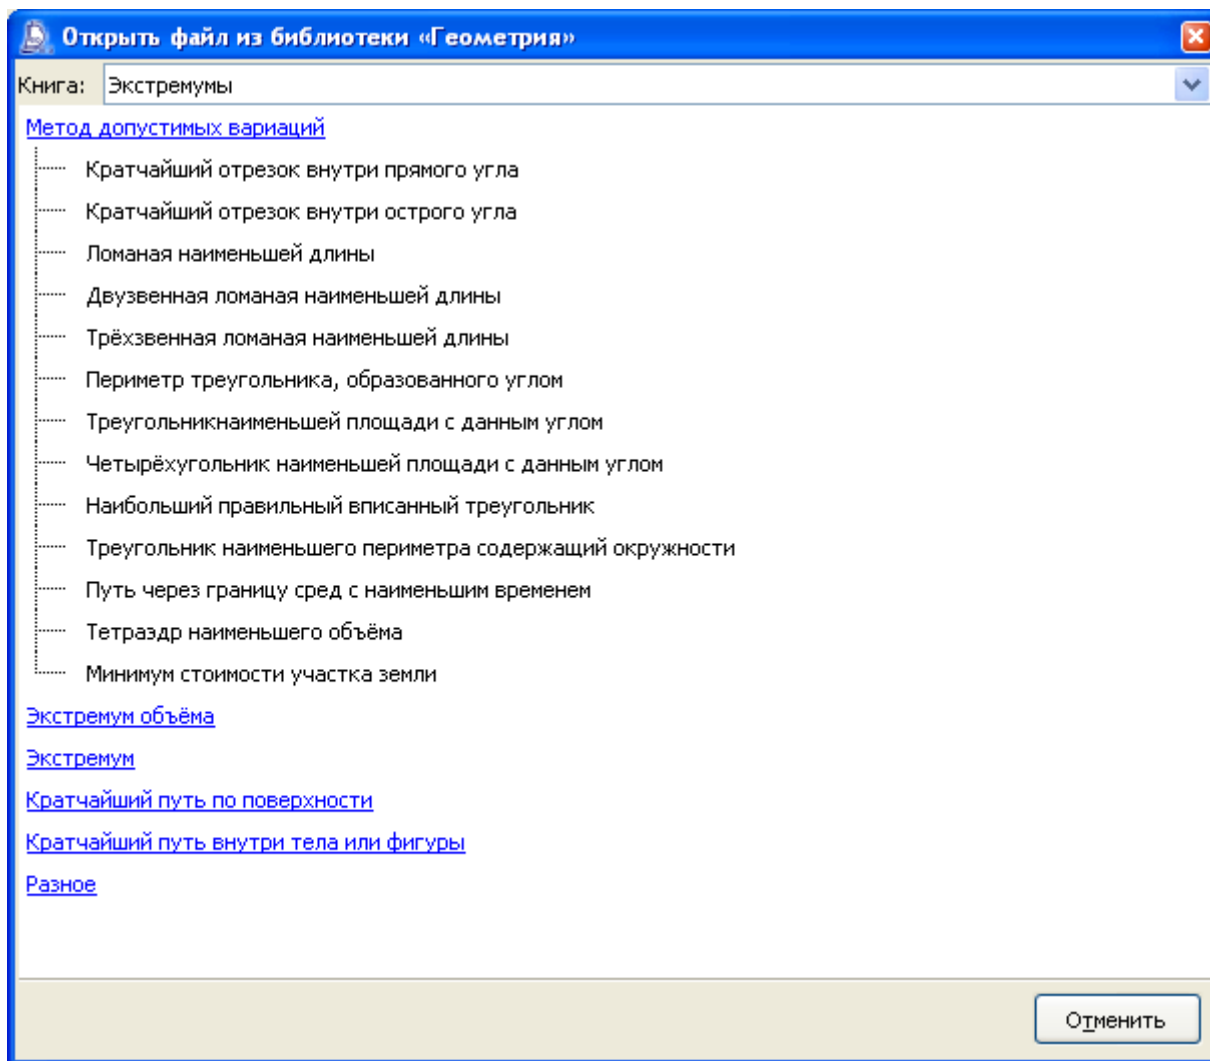 Открыть файл из библиотеки «Геометрия»
Книга: Экстремумы
Метод допустимых вариаций
Кратчайший отрезок внутри прямого угла
Кратчайший отрезок внутри острого угла
Ломаная наименьшей длины
Двузвенная ломаная наименьшей длины
Трёхзвенная ломаная наименьшей длины
Периметр треугольника, образованного углом
Треугольникнаименьшей площади с данным углом
Четырёхугольник наименьшей площади с данным углом
Наибольший правильный вписанный треугольник
Треугольник наименьшего периметра содержащий окружности
Путь через границу сред с наименьшим временем
Тетраэдр наименьшего объёма
Минимум стоимости участка земли
Экстремум объёма
Экстремум
Кратчайший путь по поверхности
Кратчайший путь внутри тела или фигуры
Разное
Отменить